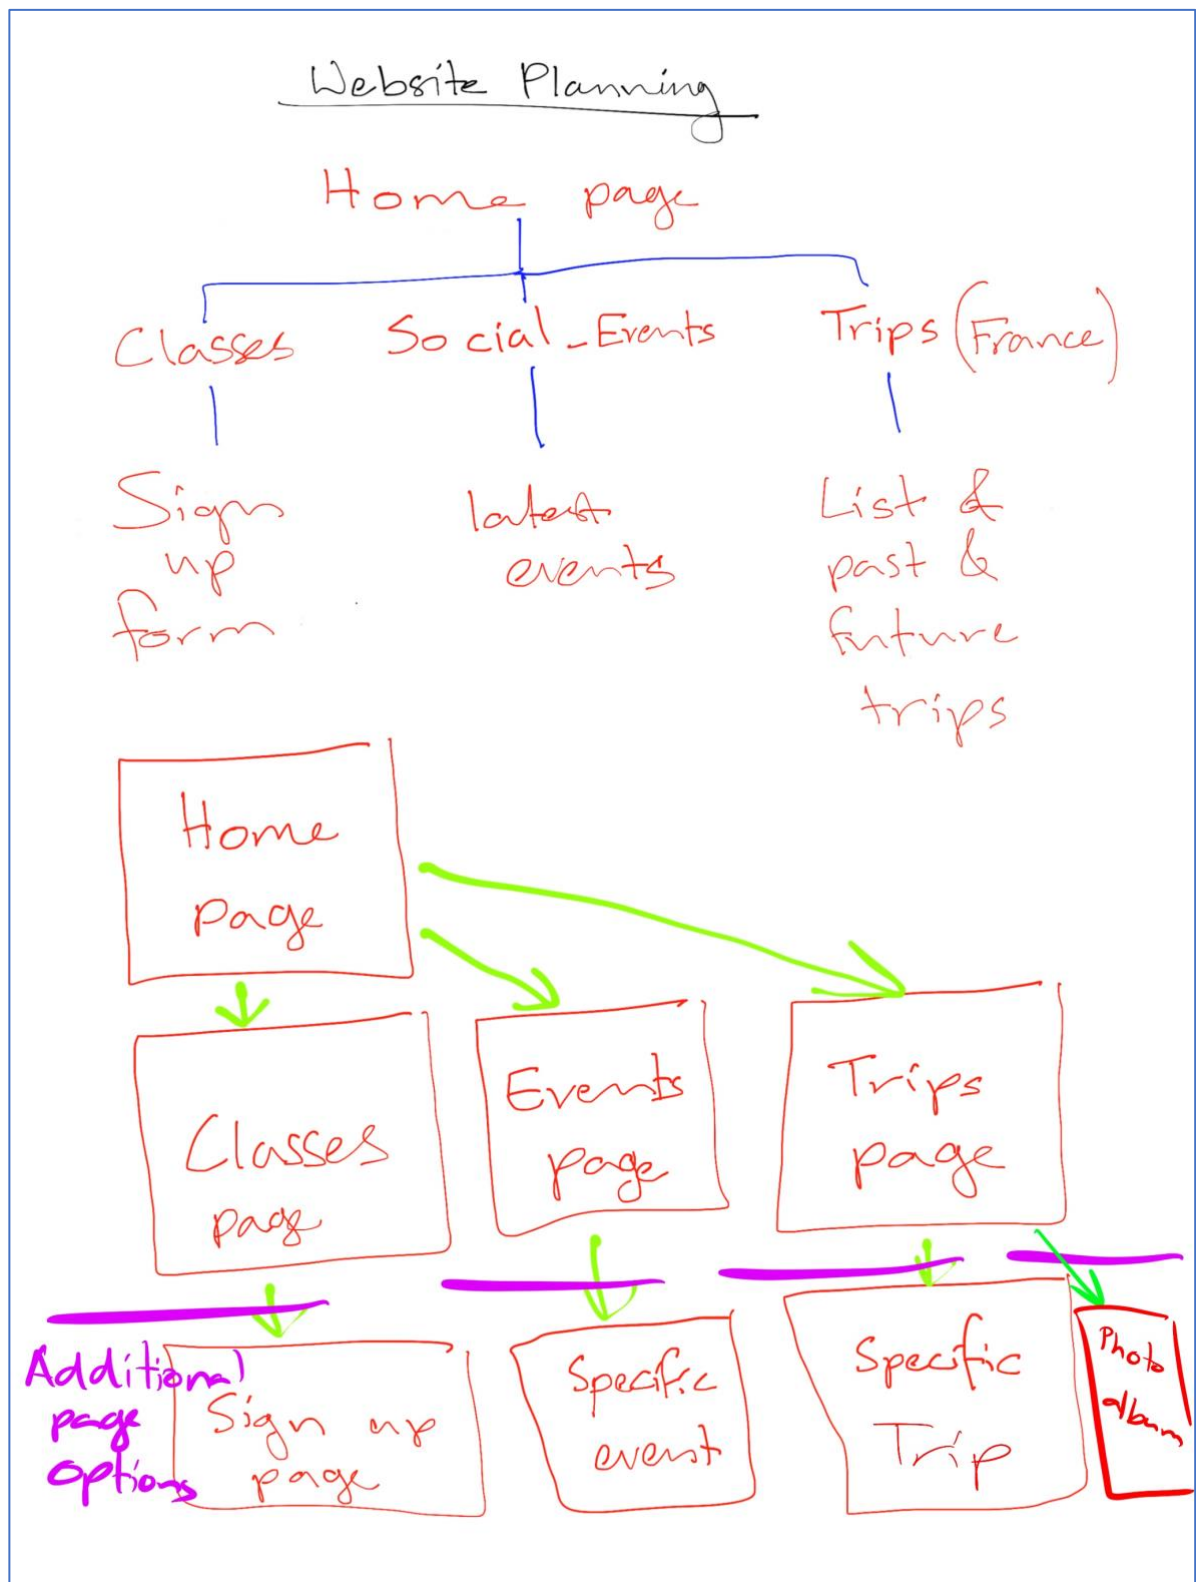 Website Planning
Home page
Classes
Social_Events
Trips (France)
Sign
up
form
latest
events
List &
past &
future
trips
Home
page
Classes
page
Events
page
Trips
page
Additional
page
options
Sign up
page
Specific
event
Specific
Trip
Photo
album